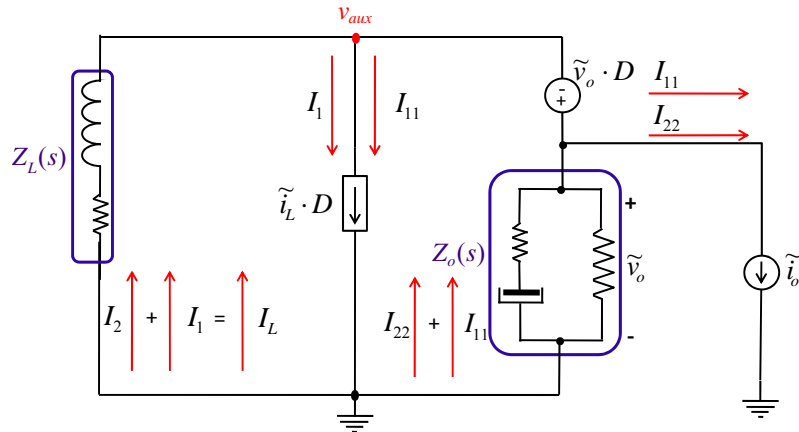 v_aux
ṽ_o · D
I_11
I_22
I_1
I_11
Z_L(s)
ĩ_L · D
Z_o(s)
+
ṽ_o
-
ĩ_o
I_2 + I_1 = I_L
I_22 + I_11
-
+